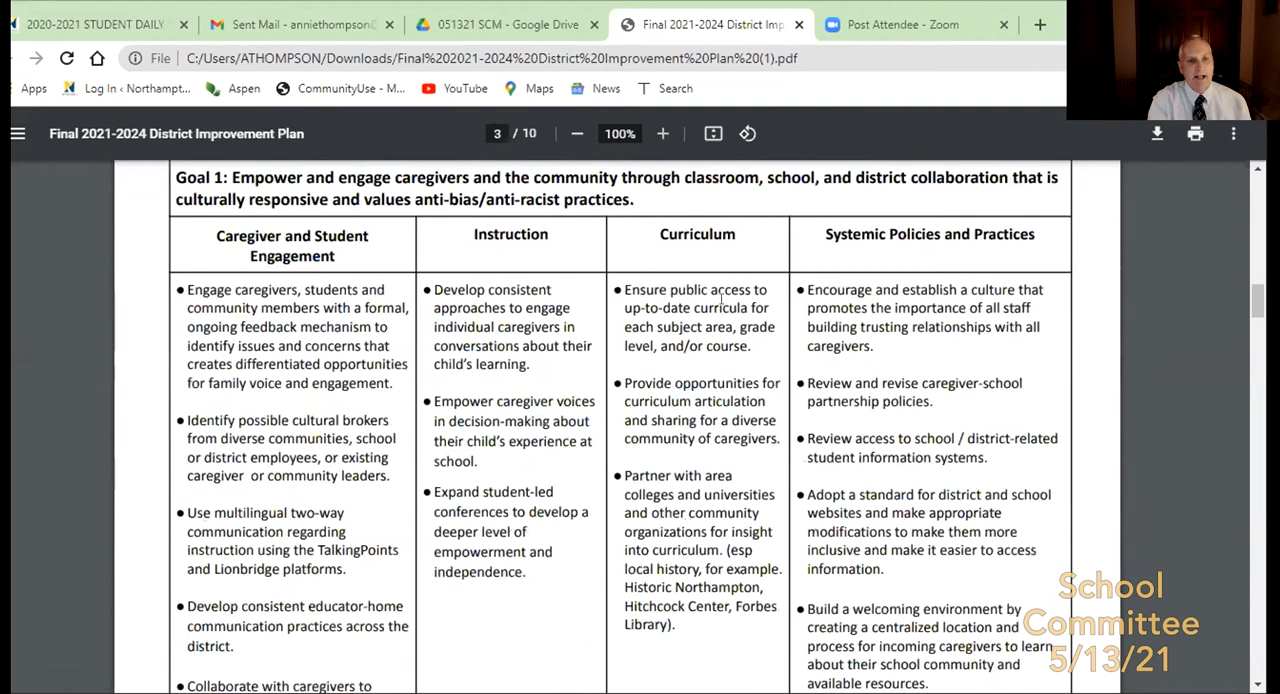 2020-2021 STUDENT DAILY
Sent Mail - anniethompson@
051321 SCM - Google Drive
Final 2021-2024 District Imp
Post Attendee - Zoom
File
C:/Users/ATHOMPSON/Downloads/Final%202021-2024%20District%20Improvement%20Plan%20(1).pdf
Apps
Log In ‹ Northampt...
Aspen
CommunityUse - M...
YouTube
Maps
News
Search
Final 2021-2024 District Improvement Plan
3 / 10
100%
Goal 1: Empower and engage caregivers and the community through classroom, school, and district collaboration that is
culturally responsive and values anti-bias/anti-racist practices.
Caregiver and Student
Engagement
● Engage caregivers, students and
community members with a formal,
ongoing feedback mechanism to
identify issues and concerns that
creates differentiated opportunities
for family voice and engagement.
● Identify possible cultural brokers
from diverse communities, school
or district employees, or existing
caregiver or community leaders.
● Use multilingual two-way
communication regarding
instruction using the TalkingPoints
and Lionbridge platforms.
● Develop consistent educator-home
communication practices across the
district.
● Collaborate with caregivers to
Instruction
● Develop consistent
approaches to engage
individual caregivers in
conversations about their
child's learning.
● Empower caregiver voices
in decision-making about
their child's experience at
school.
● Expand student-led
conferences to develop a
deeper level of
empowerment and
independence.
Curriculum
● Ensure public access to
up-to-date curricula for
each subject area, grade
level, and/or course.
● Provide opportunities for
curriculum articulation
and sharing for a diverse
community of caregivers.
● Partner with area
colleges and universities
and other community
organizations for insight
into curriculum. (esp
local history, for example.
Historic Northampton,
Hitchcock Center, Forbes
Library).
Systemic Policies and Practices
● Encourage and establish a culture that
promotes the importance of all staff
building trusting relationships with all
caregivers.
● Review and revise caregiver-school
partnership policies.
● Review access to school / district-related
student information systems.
● Adopt a standard for district and school
websites and make appropriate
modifications to make them more
inclusive and make it easier to access
information.
● Build a welcoming environment by
creating a centralized location and
process for incoming caregivers to learn
about their school community and
available resources.
School
Committee
5/13/21